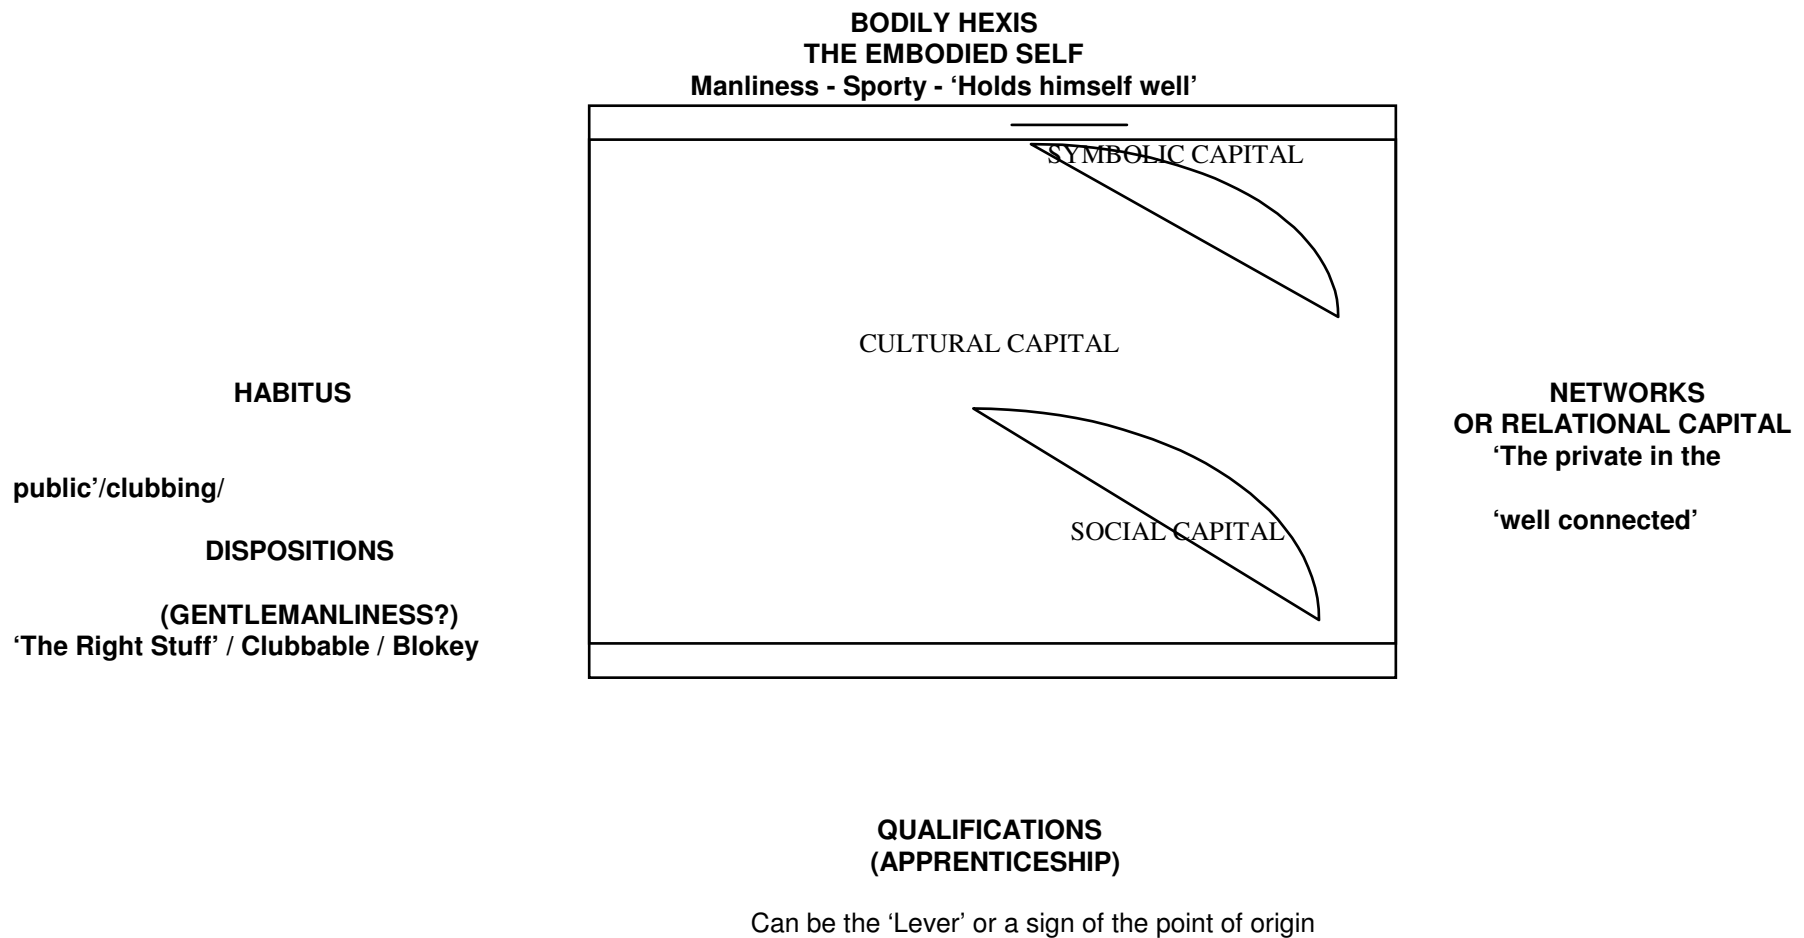 BODILY HEXIS
THE EMBODIED SELF
Manliness - Sporty - ‘Holds himself well’
SYMBOLIC CAPITAL
CULTURAL CAPITAL
HABITUS
NETWORKS
OR RELATIONAL CAPITAL
‘The private in the
public’/clubbing/
‘well connected’
SOCIAL CAPITAL
DISPOSITIONS
(GENTLEMANLINESS?)
‘The Right Stuff’ / Clubbable / Blokey
QUALIFICATIONS
(APPRENTICESHIP)
Can be the ‘Lever’ or a sign of the point of origin